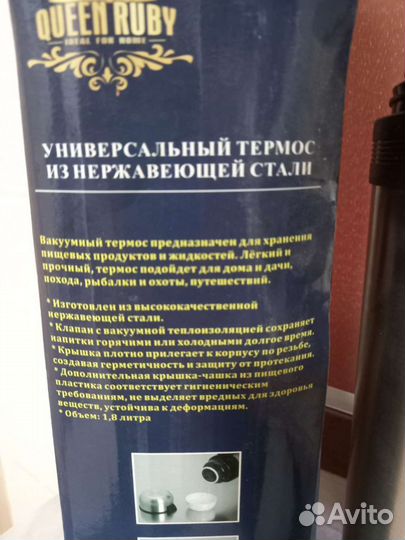 QUEEN RUBY
IDEAL FOR HOME
УНИВЕРСАЛЬНЫЙ ТЕРМОС
ИЗ НЕРЖАВЕЮЩЕЙ СТАЛИ
Вакуумный термос предназначен для хранения
пищевых продуктов и жидкостей. Лёгкий и
прочный, термос подойдет для дома и дачи,
похода, рыбалки и охоты, путешествий.
* Изготовлен из высококачественной
нержавеющей стали.
* Клапан с вакуумной теплоизоляцией сохраняет
напитки горячими или холодными долгое время.
* Крышка плотно прилегает к корпусу по резьбе,
создавая герметичность и защиту от протекания.
* Дополнительная крышка-чашка из пищевого
пластика соответствует гигиеническим
требованиям, не выделяет вредных для здоровья
веществ, устойчива к деформациям.
* Объем: 1,8 литра
Avito